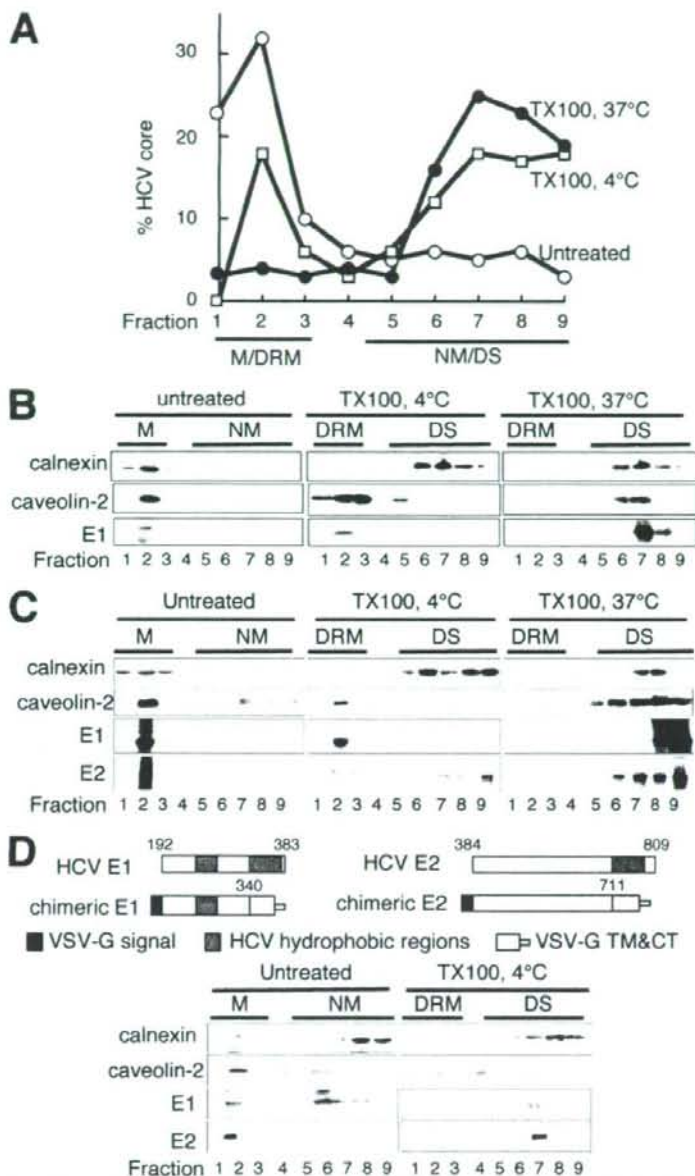 A
% HCV core
30
20
10
0
TX100, 37°C
TX100, 4°C
Untreated
Fraction 1 2 3 4 5 6 7 8 9
M/DRM NM/DS
B
untreated TX100, 4°C TX100, 37°C
M NM DRM DS DRM DS
calnexin
caveolin-2
E1
Fraction 1 2 3 4 5 6 7 8 9 1 2 3 4 5 6 7 8 9 1 2 3 4 5 6 7 8 9
C
Untreated TX100, 4°C TX100, 37°C
M NM DRM DS DRM DS
calnexin
caveolin-2
E1
E2
Fraction 1 2 3 4 5 6 7 8 9 1 2 3 4 5 6 7 8 9 1 2 3 4 5 6 7 8 9
D
192 383 384 809
HCV E1 HCV E2
340 711
chimeric E1 chimeric E2
VSV-G signal HCV hydrophobic regions VSV-G TM&CT
Untreated TX100, 4°C
M NM DRM DS
calnexin
caveolin-2
E1
E2
Fraction 1 2 3 4 5 6 7 8 9 1 2 3 4 5 6 7 8 9